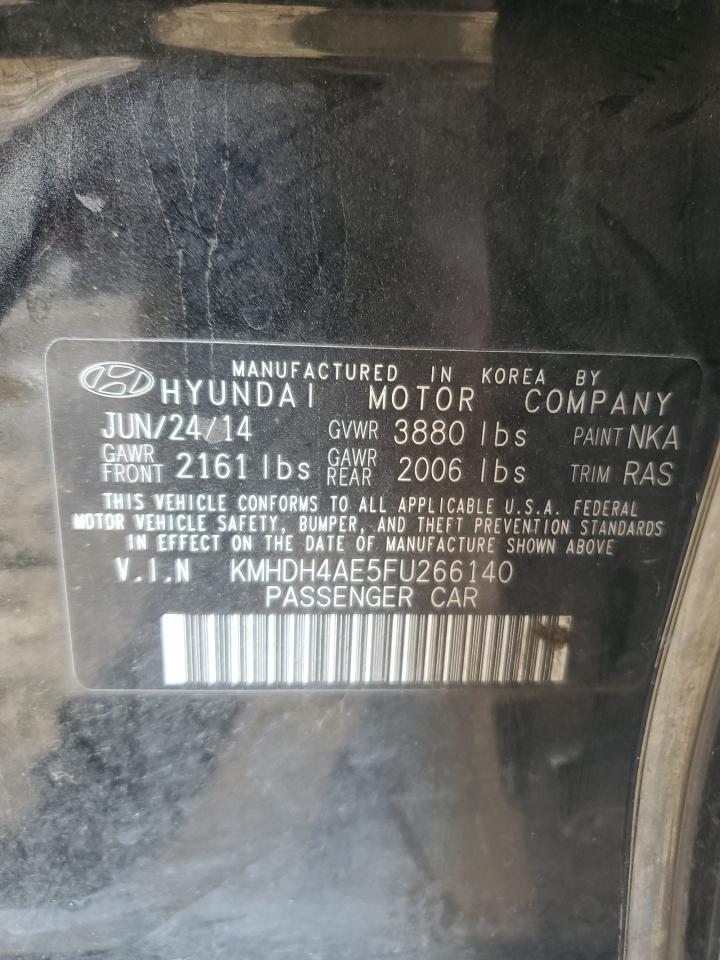 MANUFACTURED IN KOREA BY
HYUNDAI MOTOR COMPANY
JUN/24/14 GVWR 3880 lbs PAINT NKA
GAWR FRONT 2161 lbs GAWR REAR 2006 lbs TRIM RAS
THIS VEHICLE CONFORMS TO ALL APPLICABLE U.S.A. FEDERAL
MOTOR VEHICLE SAFETY, BUMPER, AND THEFT PREVENTION STANDARDS
IN EFFECT ON THE DATE OF MANUFACTURE SHOWN ABOVE
V.I.N KMHDH4AE5FU266140
PASSENGER CAR